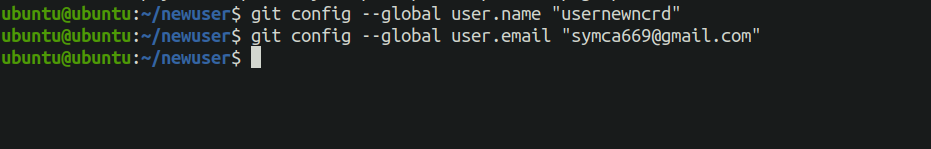 ubuntu@ubuntu:~/newuser$ git config --global user.name "usernewncrd"
ubuntu@ubuntu:~/newuser$ git config --global user.email "symca669@gmail.com"
ubuntu@ubuntu:~/newuser$